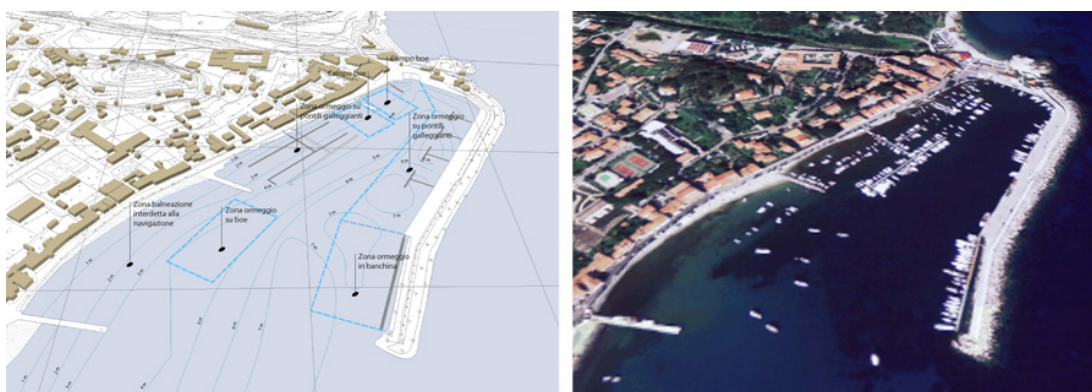 Campo boe
Campo boe
Zona ormeggio su
pontili galleggianti
Zona ormeggio
su pontili
galleggianti
Zona balneazione
interdetta alla
navigazione
Zona ormeggio
su boe
Zona ormeggio
in banchina